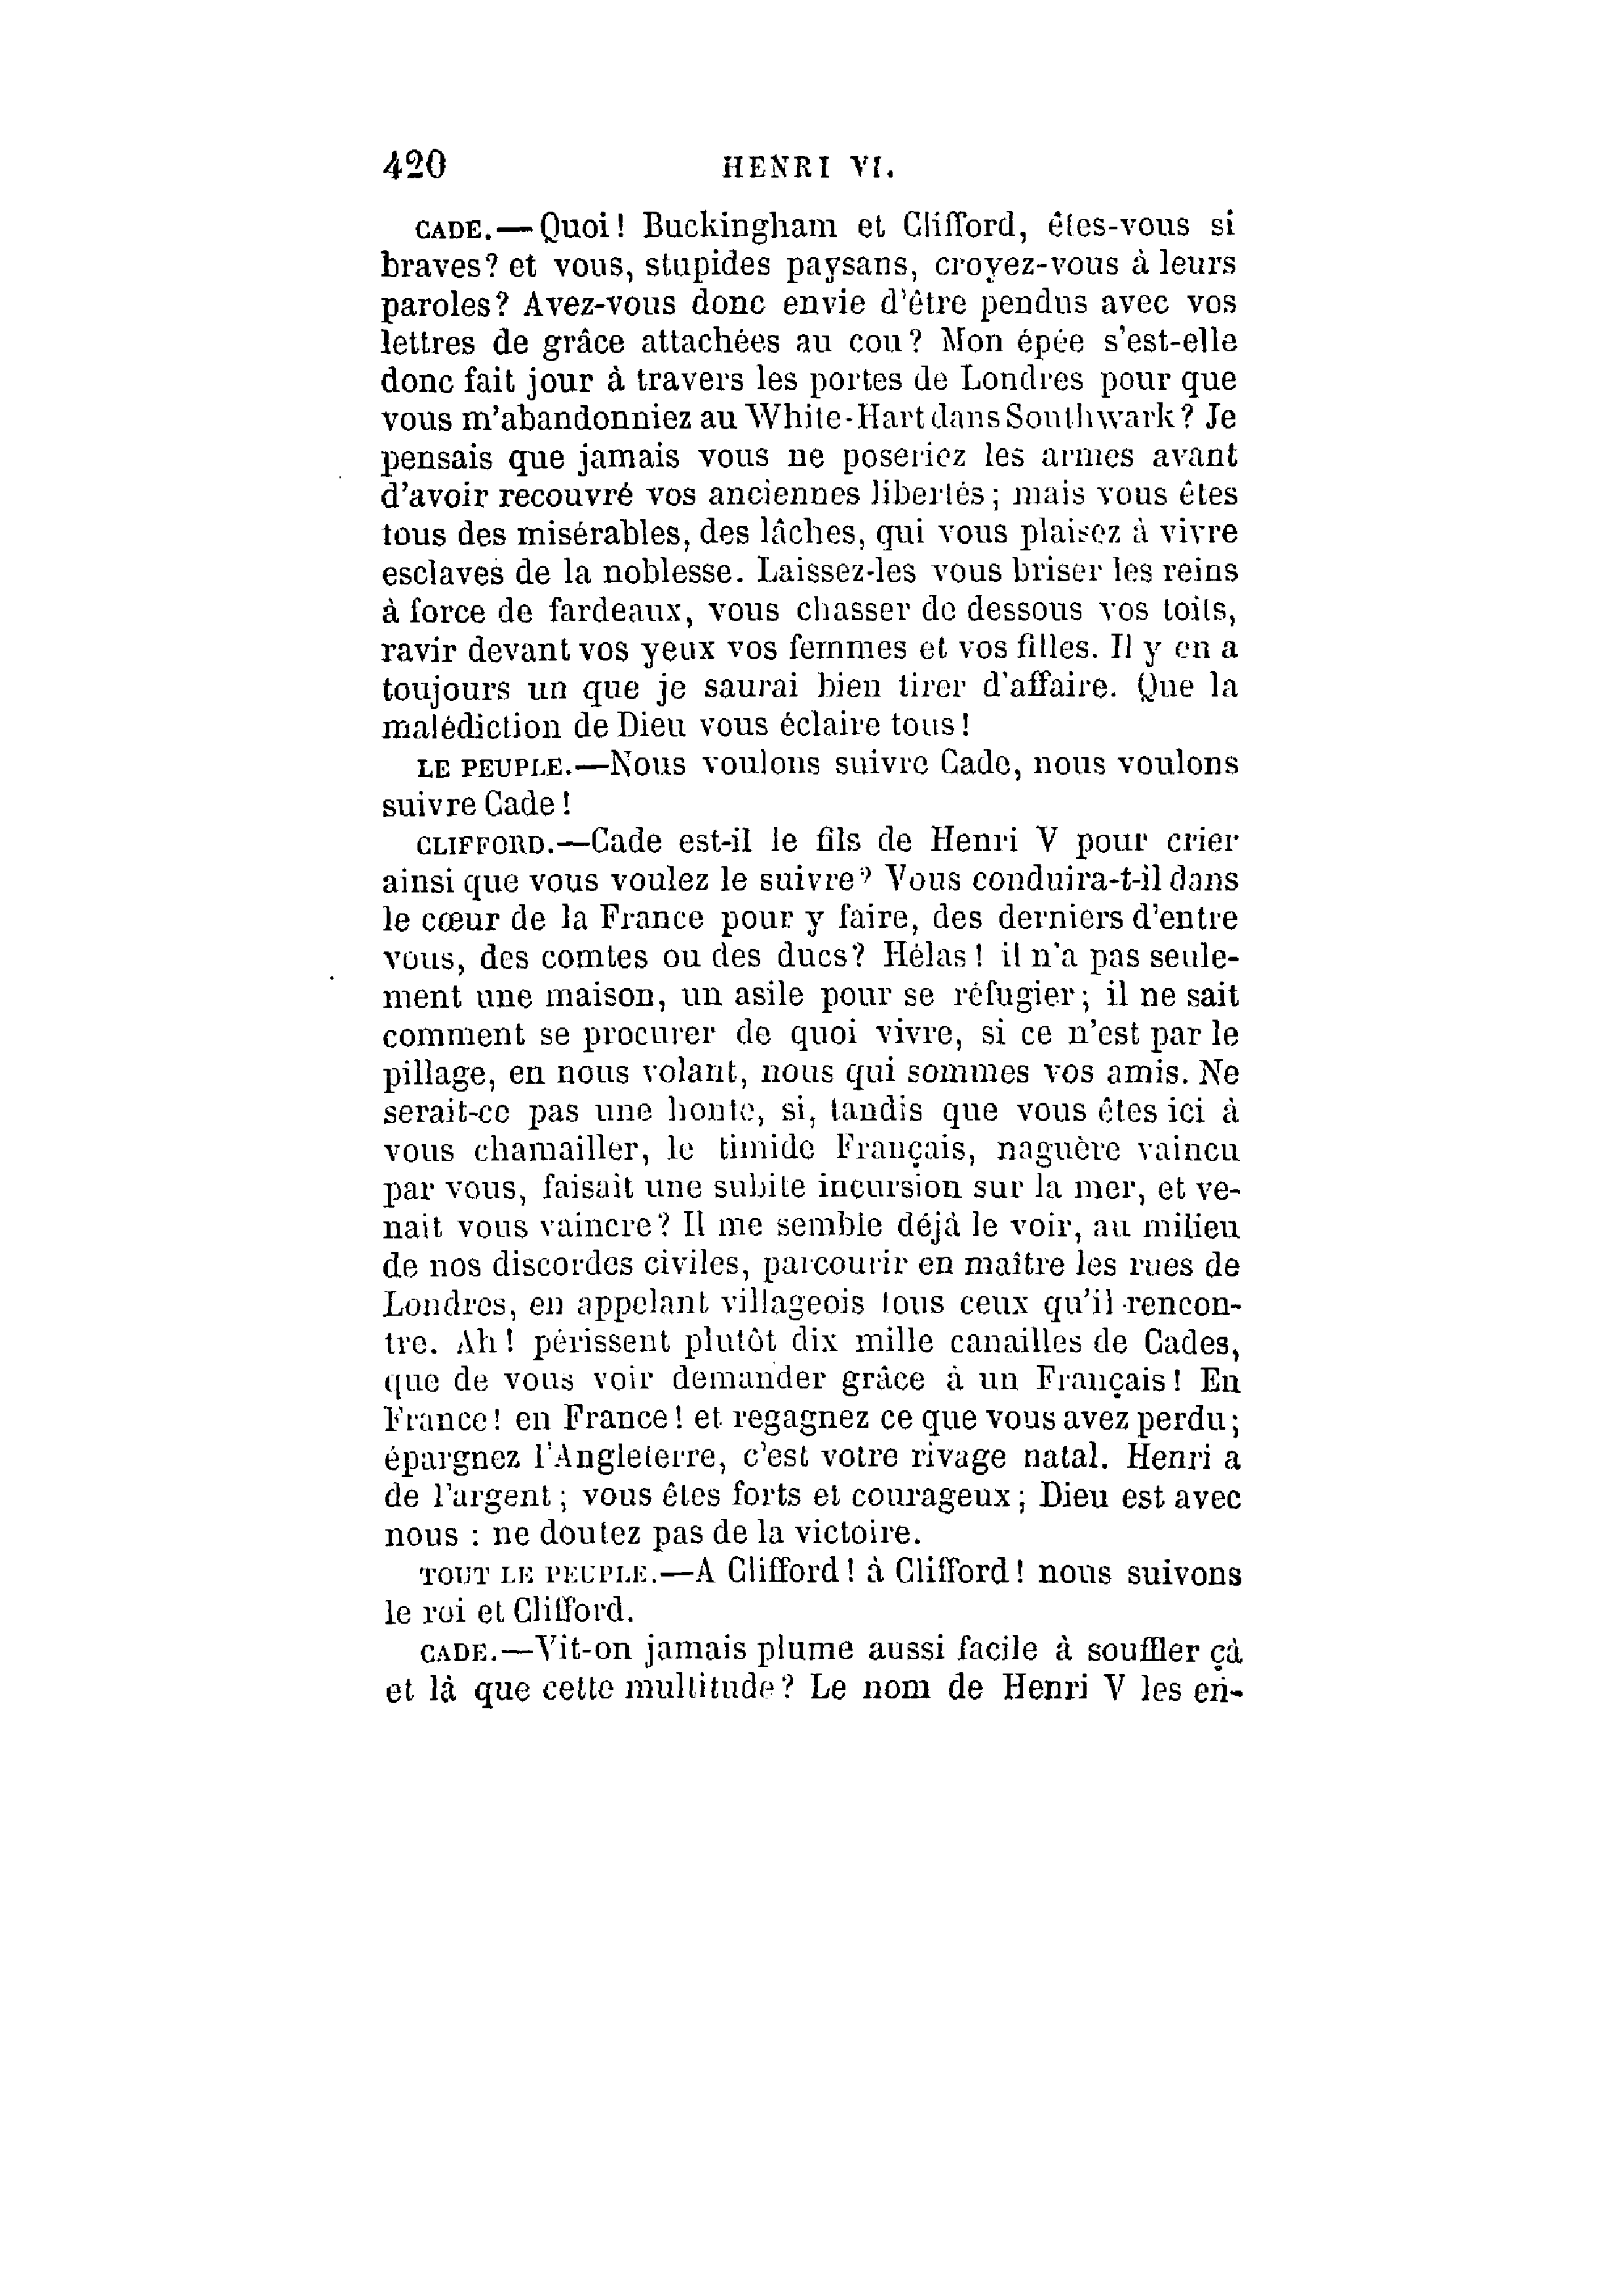 420 HENRI VI.
CADE.—Quoi! Buckingham et Clifford, êtes-vous si
braves? et vous, stupides paysans, croyez-vous à leurs
paroles? Avez-vous donc envie d'être pendus avec vos
lettres de grâce attachées au cou? Mon épée s'est-elle
donc fait jour à travers les portes de Londres pour que
vous m'abandonniez au White-Hart dans Southwark? Je
pensais que jamais vous ne poseriez les armes avant
d'avoir recouvré vos anciennes libertés; mais vous êtes
tous des misérables, des lâches, qui vous plaisez à vivre
esclaves de la noblesse. Laissez-les vous briser les reins
à force de fardeaux, vous chasser de dessous vos toits,
ravir devant vos yeux vos femmes et vos filles. Il y en a
toujours un que je saurai bien tirer d'affaire. Que la
malédiction de Dieu vous éclaire tous!
LE PEUPLE.—Nous voulons suivre Cade, nous voulons
suivre Cade!
CLIFFORD.—Cade est-il le fils de Henri V pour crier
ainsi que vous voulez le suivre? Vous conduira-t-il dans
le cœur de la France pour y faire, des derniers d'entre
vous, des comtes ou des ducs? Hélas! il n'a pas seule-
ment une maison, un asile pour se réfugier; il ne sait
comment se procurer de quoi vivre, si ce n'est par le
pillage, en nous volant, nous qui sommes vos amis. Ne
serait-ce pas une honte, si, tandis que vous êtes ici à
vous chamailler, le timide Français, naguère vaincu
par vous, faisait une subite incursion sur la mer, et ve-
nait vous vaincre? Il me semble déjà le voir, au milieu
de nos discordes civiles, parcourir en maître les rues de
Londres, en appelant villageois tous ceux qu'il rencon-
tre. Ah! périssent plutôt dix mille canailles de Cades,
que de vous voir demander grâce à un Français! En
France! en France! et regagnez ce que vous avez perdu;
épargnez l'Angleterre, c'est votre rivage natal. Henri a
de l'argent; vous êtes forts et courageux; Dieu est avec
nous : ne doutez pas de la victoire.
TOUT LE PEUPLE.—A Clifford! à Clifford! nous suivons
le roi et Clifford.
CADE.—Vit-on jamais plume aussi facile à souffler çà
et là que cette multitude? Le nom de Henri V les en-